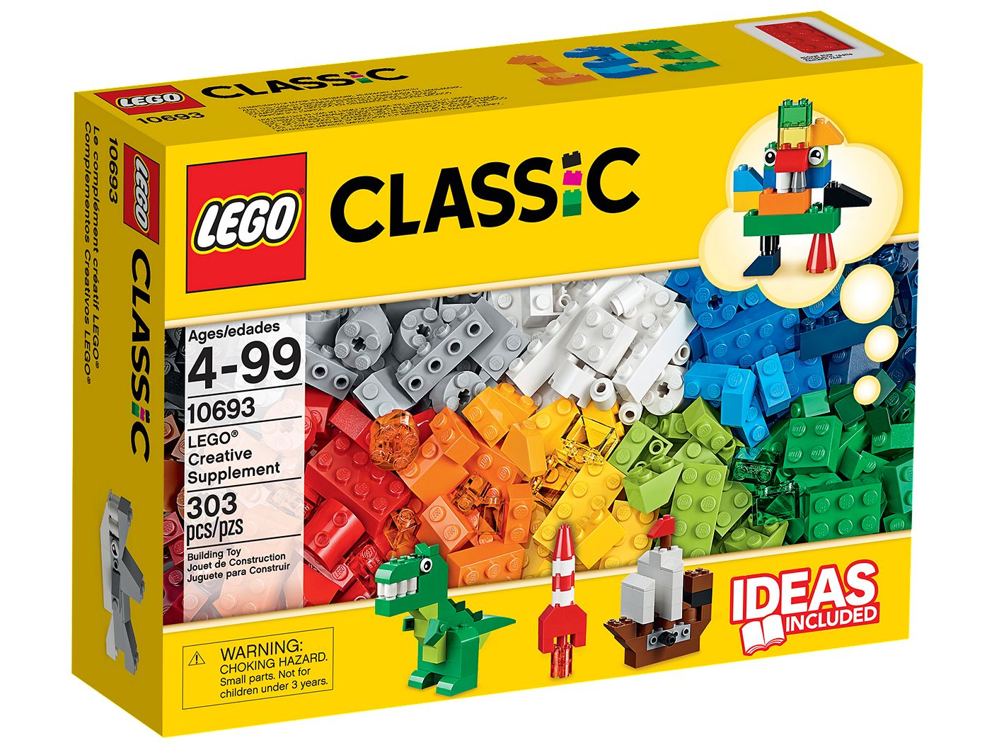 LEGO
CLASSIC
10693
LEGO®
CLASSIC
Ages/edades
4-99
10693
LEGO®
Creative
Supplement
303
pcs/pzs
Building Toy
Jouet de Construction
Juguete para Construir
WARNING:
CHOKING HAZARD.
Small parts. Not for
children under 3 years.
IDEAS
INCLUDED
10693
LEGO
CLASSIC
Le complément créatif LEGO®
Complementos Creativos LEGO®
123